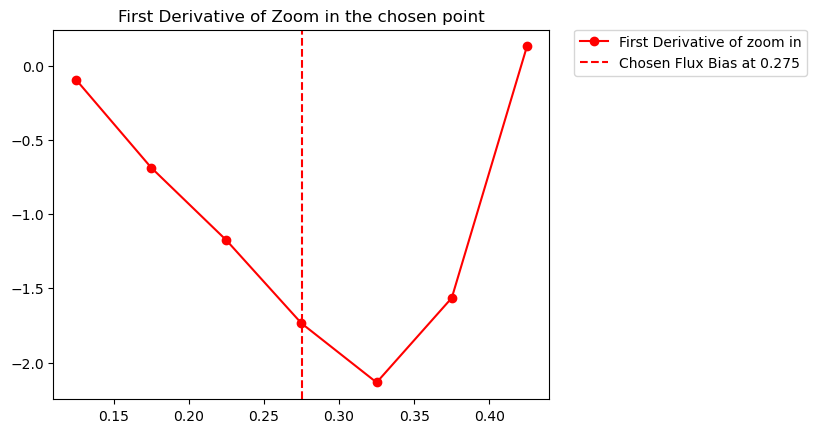 First Derivative of Zoom in the chosen point
First Derivative of zoom in
Chosen Flux Bias at 0.275
0.0
−0.5
−1.0
−1.5
−2.0
0.15 0.20 0.25 0.30 0.35 0.40